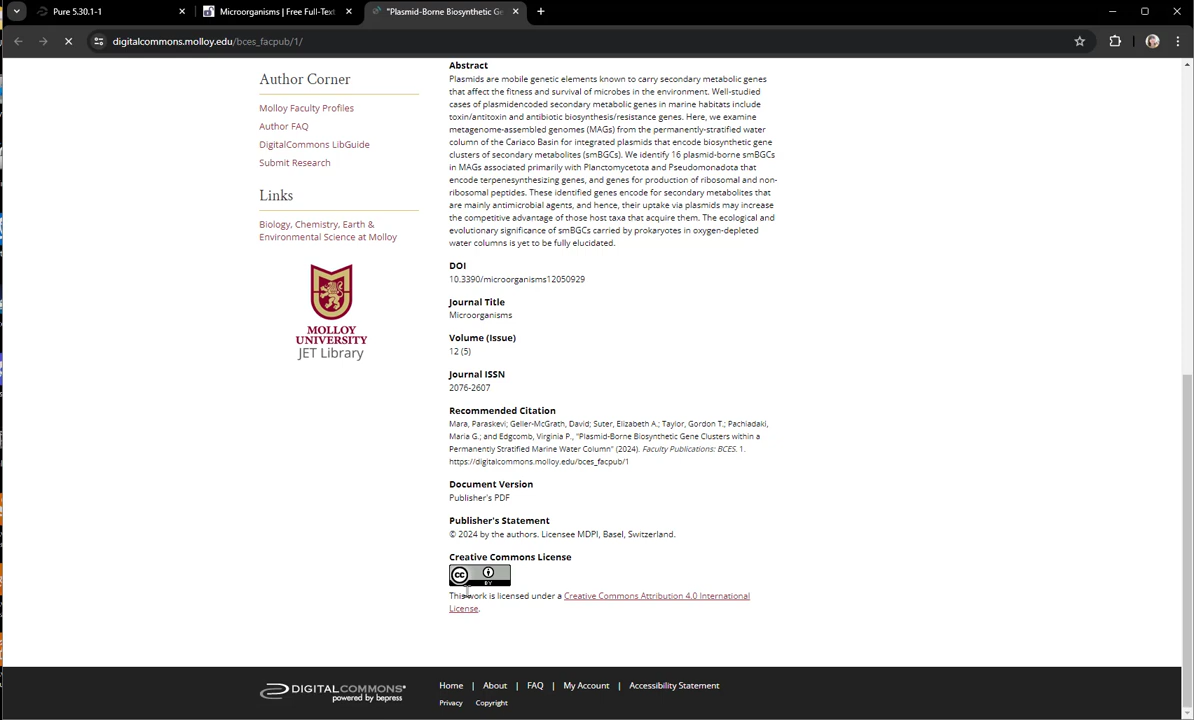 Pure 5.30.1-1
Microorganisms | Free Full-Text
"Plasmid-Borne Biosynthetic Ge
digitalcommons.molloy.edu/bces_facpub/1/
Author Corner
Molloy Faculty Profiles
Author FAQ
DigitalCommons LibGuide
Submit Research
Links
Biology, Chemistry, Earth &
Environmental Science at Molloy
MOLLOY
UNIVERSITY
JET Library
Abstract
Plasmids are mobile genetic elements known to carry secondary metabolic genes
that affect the fitness and survival of microbes in the environment. Well-studied
cases of plasmidencoded secondary metabolic genes in marine habitats include
toxin/antitoxin and antibiotic biosynthesis/resistance genes. Here, we examine
metagenome-assembled genomes (MAGs) from the permanently-stratified water
column of the Cariaco Basin for integrated plasmids that encode biosynthetic gene
clusters of secondary metabolites (smBGCs). We identify 16 plasmid-borne smBGCs
in MAGs associated primarily with Planctomycetota and Pseudomonadota that
encode terpenesynthesizing genes, and genes for production of ribosomal and non-
ribosomal peptides. These identified genes encode for secondary metabolites that
are mainly antimicrobial agents, and hence, their uptake via plasmids may increase
the competitive advantage of those host taxa that acquire them. The ecological and
evolutionary significance of smBGCs carried by prokaryotes in oxygen-depleted
water columns is yet to be fully elucidated.
DOI
10.3390/microorganisms12050929
Journal Title
Microorganisms
Volume (Issue)
12 (5)
Journal ISSN
2076-2607
Recommended Citation
Mara, Paraskevi; Geller-McGrath, David; Suter, Elizabeth A.; Taylor, Gordon T.; Pachiadaki,
Maria G.; and Edgcomb, Virginia P., "Plasmid-Borne Biosynthetic Gene Clusters within a
Permanently Stratified Marine Water Column" (2024). Faculty Publications: BCES. 1.
https://digitalcommons.molloy.edu/bces_facpub/1
Document Version
Publisher's PDF
Publisher's Statement
© 2024 by the authors. Licensee MDPI, Basel, Switzerland.
Creative Commons License
cc BY
This work is licensed under a Creative Commons Attribution 4.0 International
License.
DIGITALCOMMONS
powered by bepress
Home | About | FAQ | My Account | Accessibility Statement
Privacy Copyright